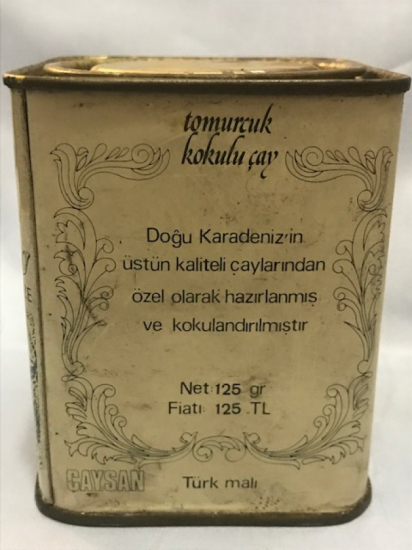 tomurcuk
kokulu çay
Doğu Karadeniz'in
üstün kaliteli çaylarından
özel olarak hazırlanmış
ve kokulandırılmıştır
Net: 125 gr
Fiatı: 125 TL
ÇAYSAN
Türk malı